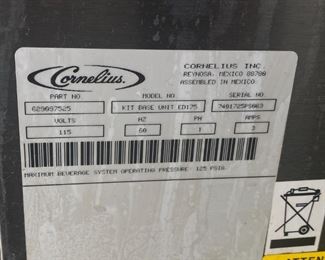 Cornelius.
CORNELIUS INC.
REYNOSA, MEXICO 88780
ASSEMBLED IN MEXICO
PART NO MODEL NO SERIAL NO.
629097525 KIT BASE UNIT ED175
VOLTS HZ PH AMPS
115 60 1 3
MAXIMUM BEVERAGE SYSTEM OPERATING PRESSURE: 125 PSIG.